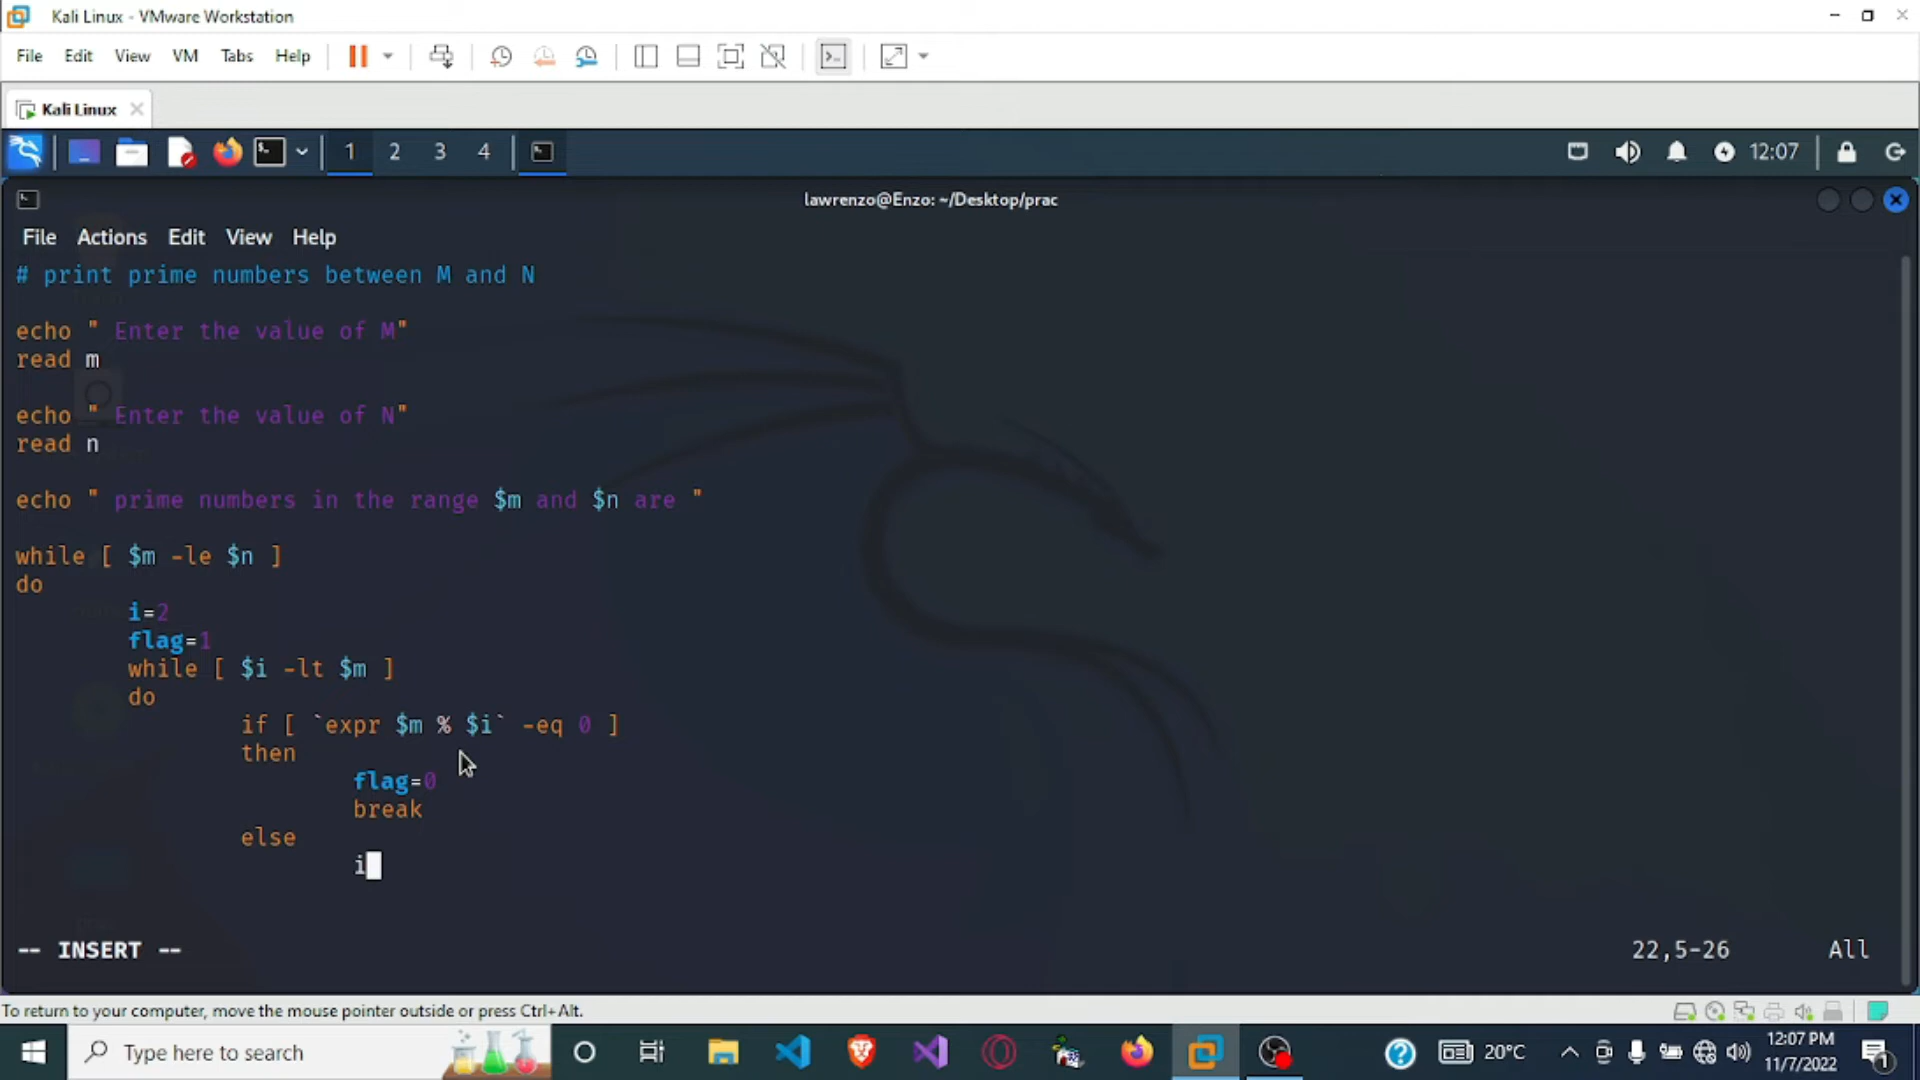 Kali Linux - VMware Workstation
File Edit View VM Tabs Help
Kali Linux
1 2 3 4 12:07
lawrenzo@Enzo: ~/Desktop/prac
File Actions Edit View Help
# print prime numbers between M and N
echo " Enter the value of M"
read m
echo " Enter the value of N"
read n
echo " prime numbers in the range $m and $n are "
while [ $m -le $n ]
do
i=2
flag=1
while [ $i -lt $m ]
do
if [ `expr $m % $i` -eq 0 ]
then
flag=0
break
else
i
-- INSERT -- 22,5-26 All
To return to your computer, move the mouse pointer outside or press Ctrl+Alt.
Type here to search 20°C 12:07 PM
11/7/2022 1